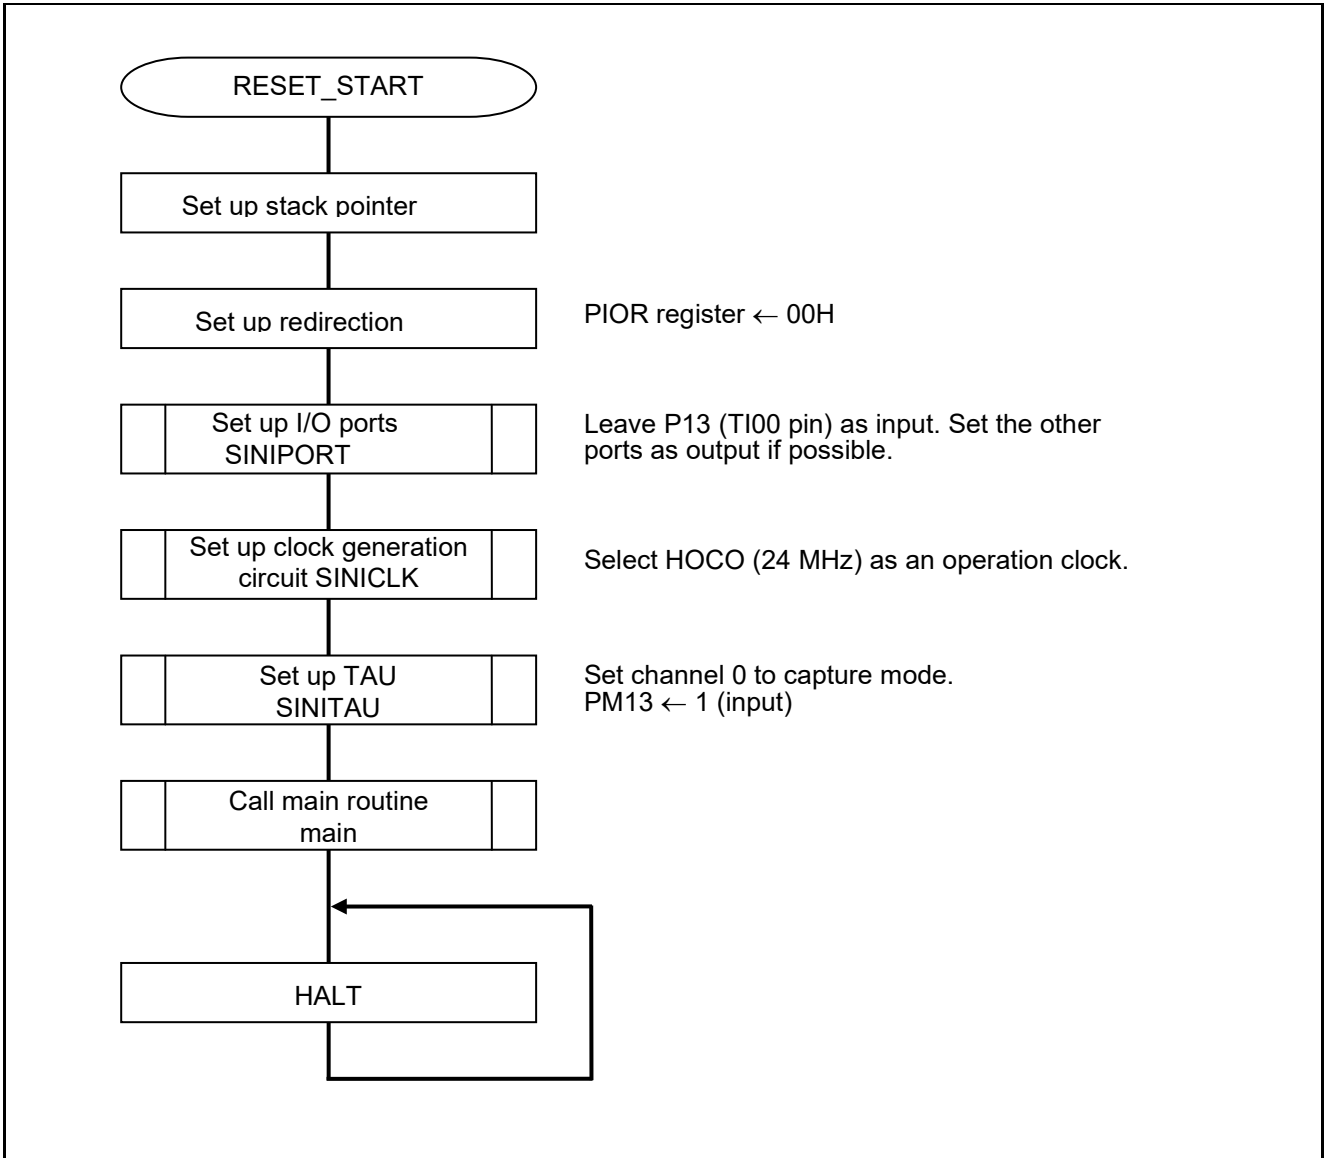 RESET_START
Set up stack pointer
Set up redirection
PIOR register ← 00H
Set up I/O ports
SINIPORT
Leave P13 (TI00 pin) as input. Set the other
ports as output if possible.
Set up clock generation
circuit SINICLK
Select HOCO (24 MHz) as an operation clock.
Set up TAU
SINITAU
Set channel 0 to capture mode.
PM13 ← 1 (input)
Call main routine
main
HALT